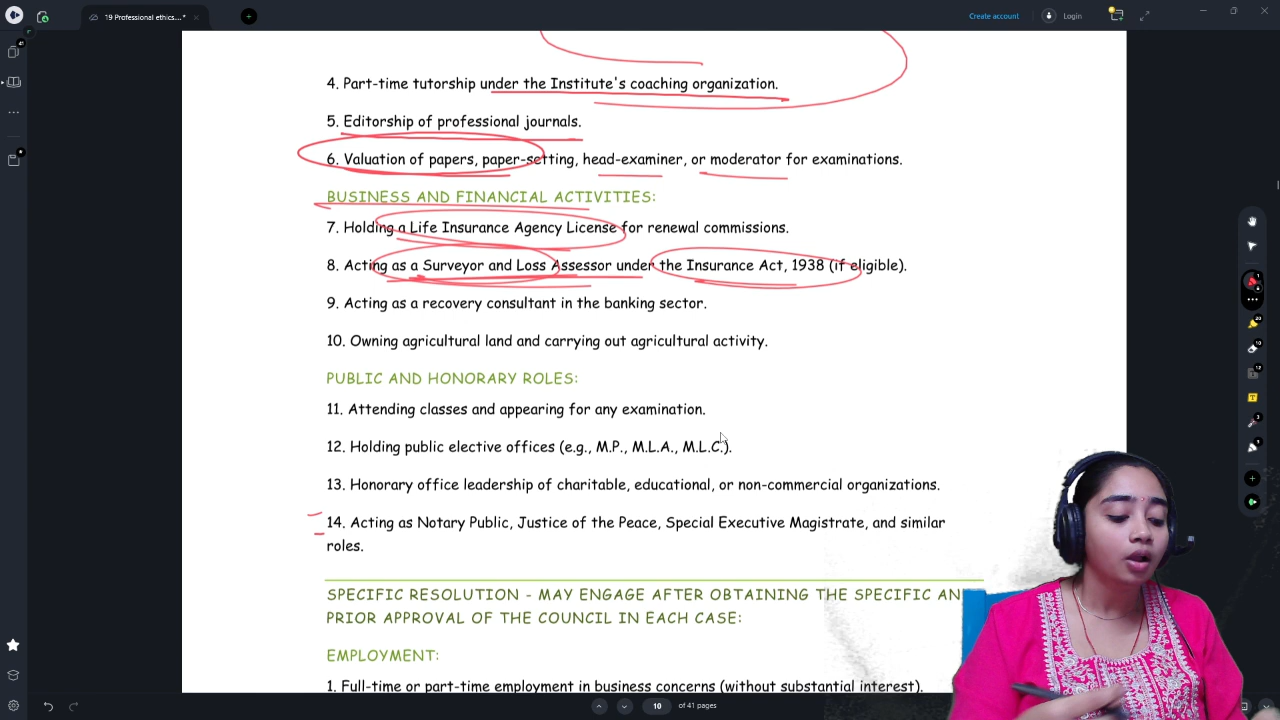 19 Professional ethics....*
Create account
Login
4. Part-time tutorship under the Institute's coaching organization.
5. Editorship of professional journals.
6. Valuation of papers, paper-setting, head-examiner, or moderator for examinations.
BUSINESS AND FINANCIAL ACTIVITIES:
7. Holding a Life Insurance Agency License for renewal commissions.
8. Acting as a Surveyor and Loss Assessor under the Insurance Act, 1938 (if eligible).
9. Acting as a recovery consultant in the banking sector.
10. Owning agricultural land and carrying out agricultural activity.
PUBLIC AND HONORARY ROLES:
11. Attending classes and appearing for any examination.
12. Holding public elective offices (e.g., M.P., M.L.A., M.L.C.).
13. Honorary office leadership of charitable, educational, or non-commercial organizations.
14. Acting as Notary Public, Justice of the Peace, Special Executive Magistrate, and similar
roles.
SPECIFIC RESOLUTION - MAY ENGAGE AFTER OBTAINING THE SPECIFIC AN
PRIOR APPROVAL OF THE COUNCIL IN EACH CASE:
EMPLOYMENT:
1. Full-time or part-time employment in business concerns (without substantial interest).
10 of 41 pages